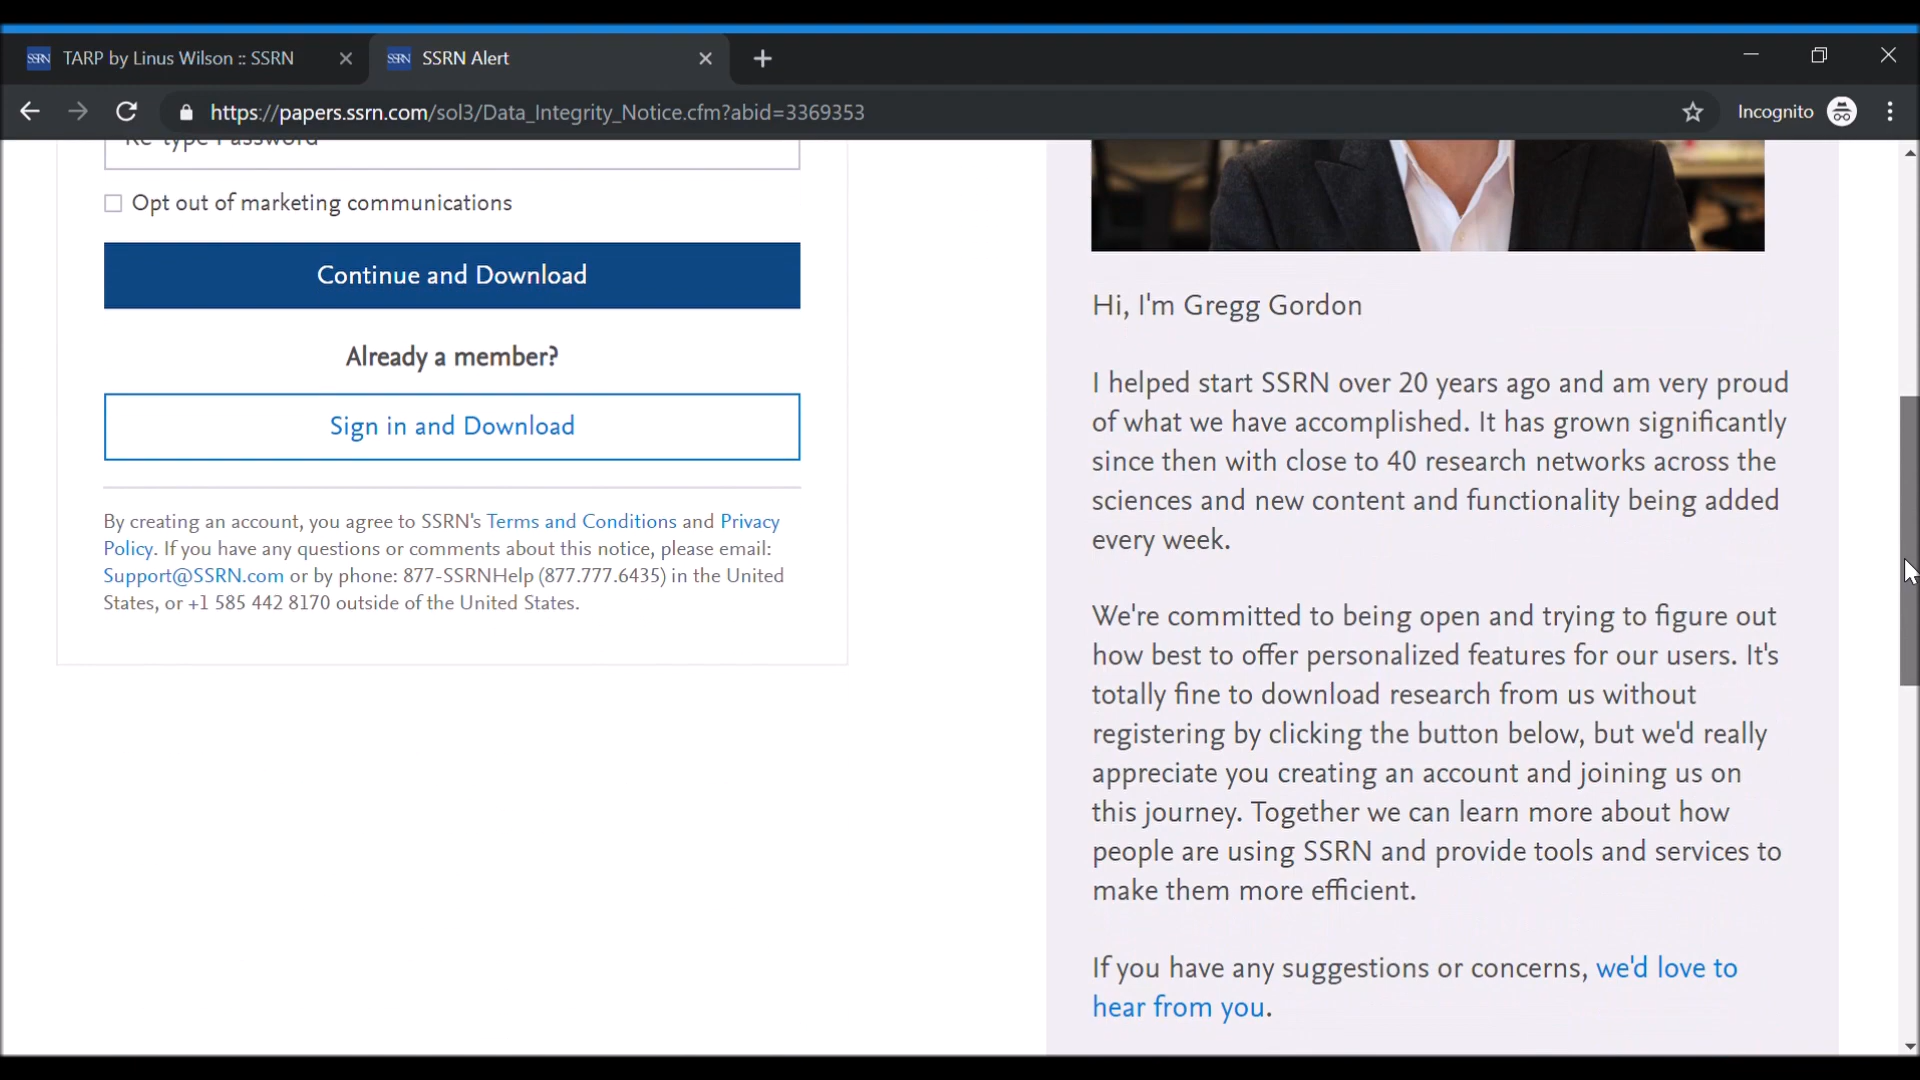 SSRN TARP by Linus Wilson :: SSRN
SSRN SSRN Alert
https://papers.ssrn.com/sol3/Data_Integrity_Notice.cfm?abid=3369353
Incognito
Re-type Password
Opt out of marketing communications
Continue and Download
Already a member?
Sign in and Download
By creating an account, you agree to SSRN's Terms and Conditions and Privacy
Policy. If you have any questions or comments about this notice, please email:
Support@SSRN.com or by phone: 877-SSRNHelp (877.777.6435) in the United
States, or +1 585 442 8170 outside of the United States.
Hi, I'm Gregg Gordon
I helped start SSRN over 20 years ago and am very proud
of what we have accomplished. It has grown significantly
since then with close to 40 research networks across the
sciences and new content and functionality being added
every week.
We're committed to being open and trying to figure out
how best to offer personalized features for our users. It's
totally fine to download research from us without
registering by clicking the button below, but we'd really
appreciate you creating an account and joining us on
this journey. Together we can learn more about how
people are using SSRN and provide tools and services to
make them more efficient.
If you have any suggestions or concerns, we'd love to
hear from you.